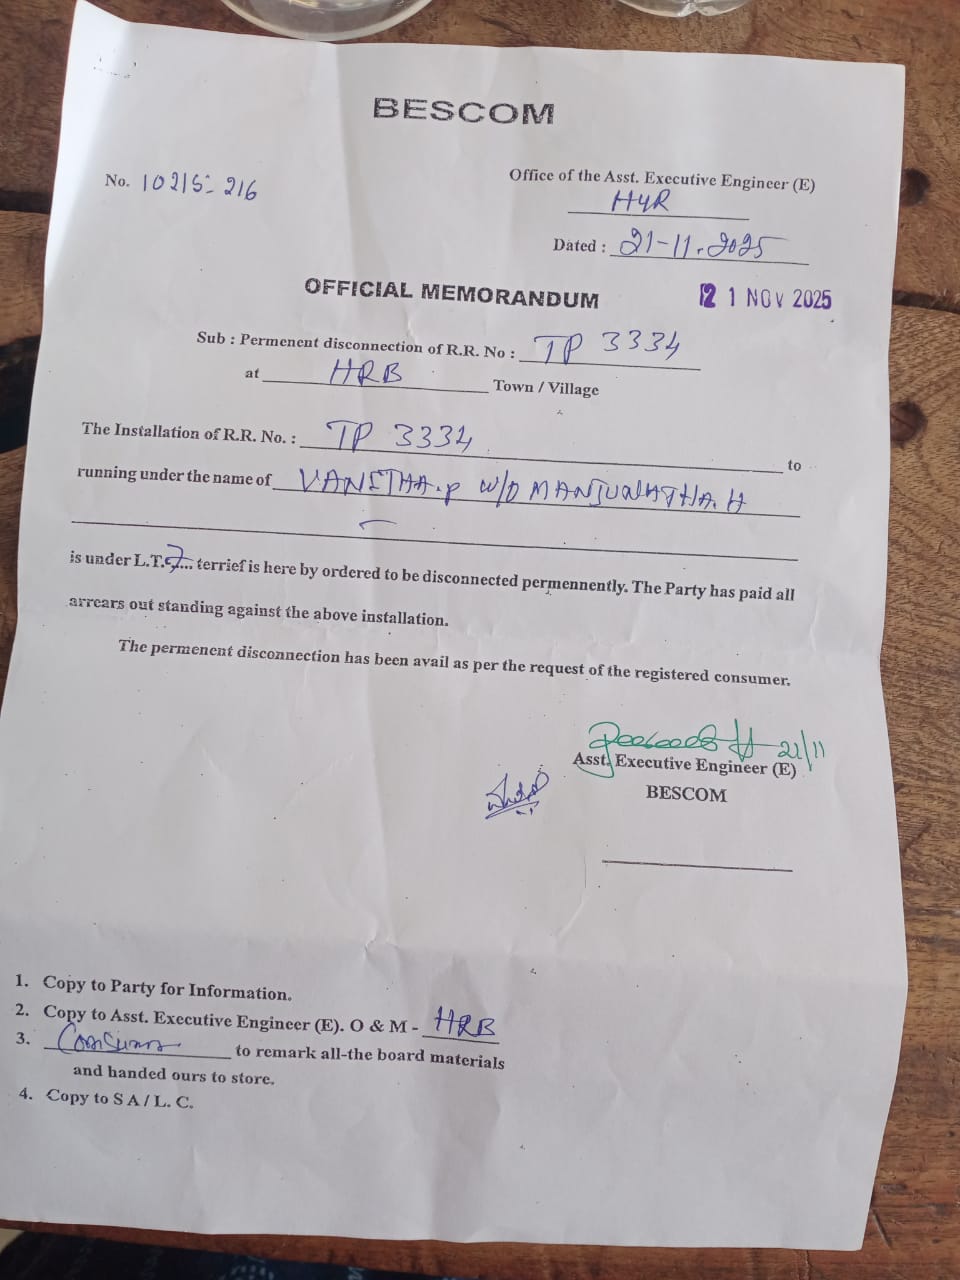 BESCOM
No. 10215-216
Office of the Asst. Executive Engineer (E)
HYR
Dated : 21-11-2025
OFFICIAL MEMORANDUM
21 NOV 2025
Sub : Permenent disconnection of R.R. No : TP 3334
at HRB Town / Village
The Installation of R.R. No. : TP 3334 to
running under the name of VANITHA.P W/O MANJUNATHA.H
is under L.T.7... terrief is here by ordered to be disconnected permennently. The Party has paid all
arrears out standing against the above installation.
The permenent disconnection has been avail as per the request of the registered consumer.
21/11
Asst. Executive Engineer (E)
BESCOM
1. Copy to Party for Information.
2. Copy to Asst. Executive Engineer (E). O & M - HRB
3. to remark all-the board materials
and handed ours to store.
4. Copy to S A / L. C.